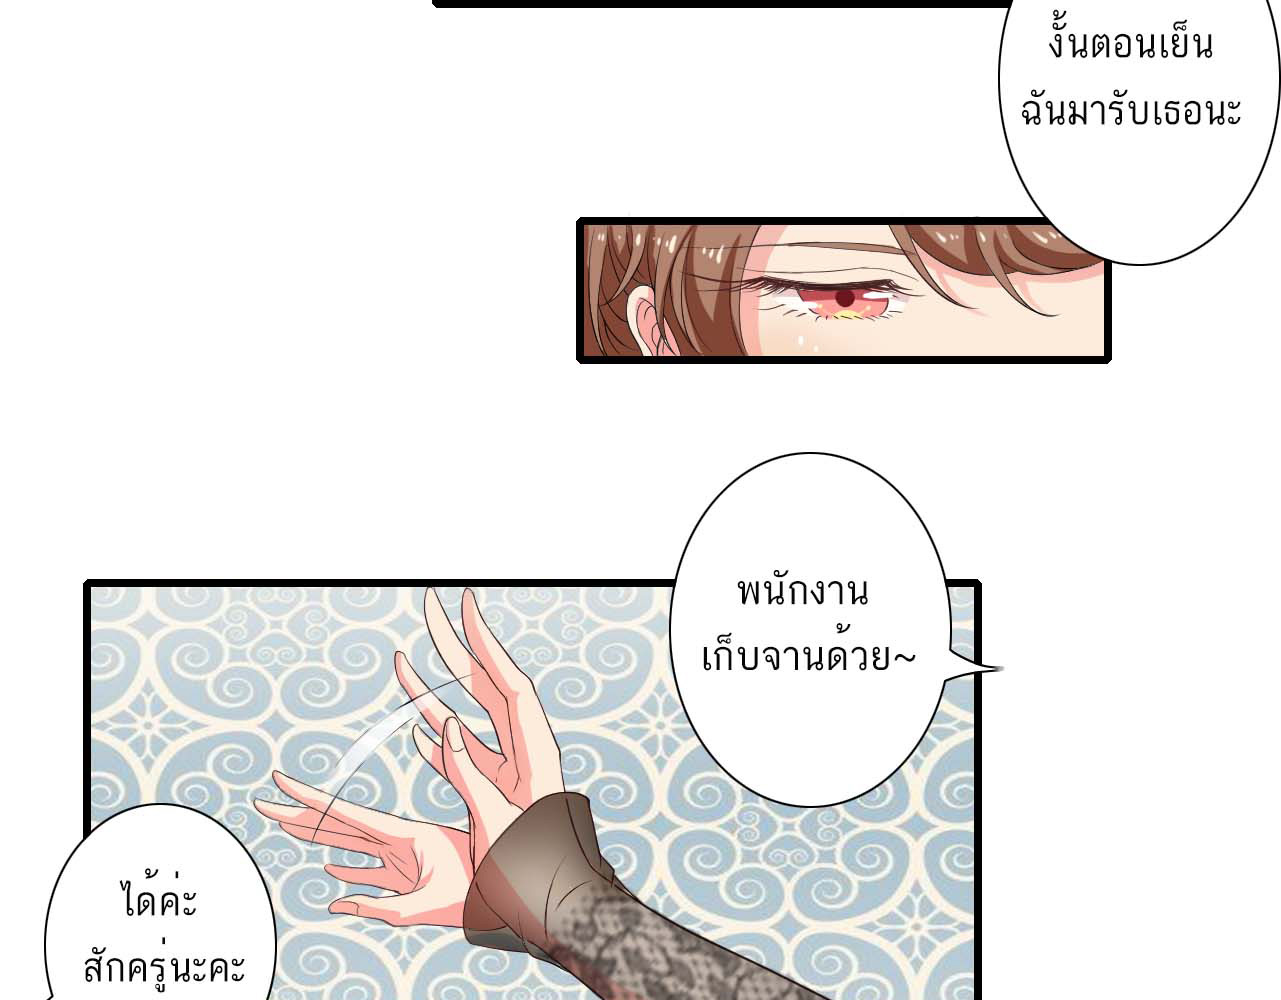 งั้นตอนเย็น
ฉันมารับเธอนะ
พนักงาน
เก็บจานด้วย~
ได้ค่ะ
สักครู่นะคะ